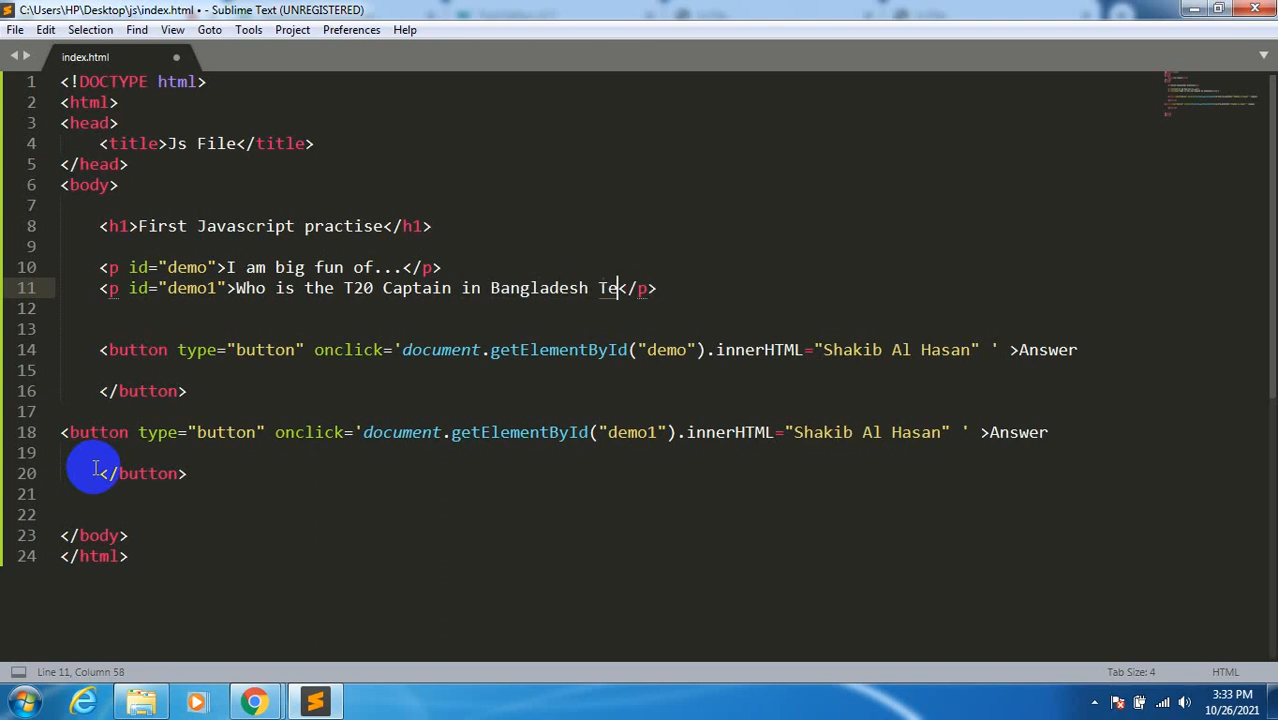 C:\Users\HP\Desktop\js\index.html • - Sublime Text (UNREGISTERED)
File Edit Selection Find View Goto Tools Project Preferences Help
index.html
1 <!DOCTYPE html>
2 <html>
3 <head>
4 <title>Js File</title>
5 </head>
6 <body>
7
8 <h1>First Javascript practise</h1>
9
10 <p id="demo">I am big fun of...</p>
11 <p id="demo1">Who is the T20 Captain in Bangladesh Te</p>
12
13
14 <button type="button" onclick='document.getElementById("demo").innerHTML="Shakib Al Hasan" ' >Answer
15
16 </button>
17
18 <button type="button" onclick='document.getElementById("demo1").innerHTML="Shakib Al Hasan" ' >Answer
19
20 </button>
21
22
23 </body>
24 </html>
Line 11, Column 58 Tab Size: 4 HTML
3:33 PM
10/26/2021